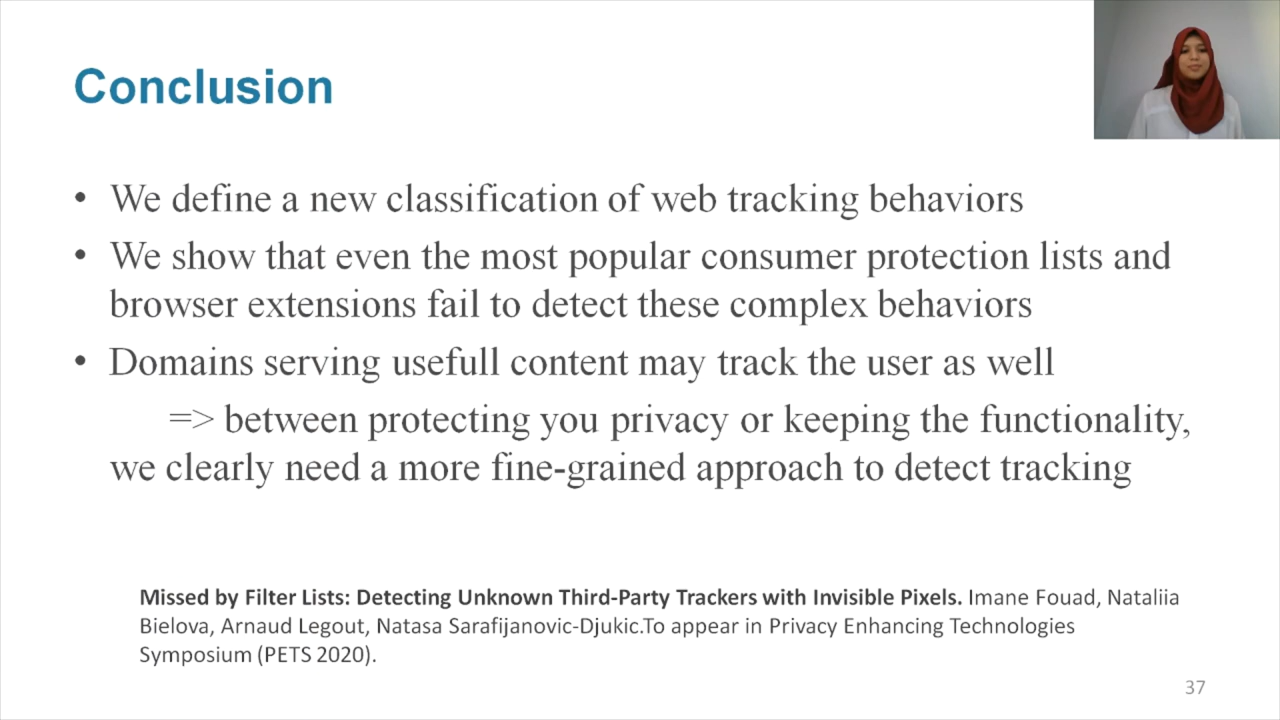 Conclusion
• We define a new classification of web tracking behaviors
• We show that even the most popular consumer protection lists and
browser extensions fail to detect these complex behaviors
• Domains serving usefull content may track the user as well
=> between protecting you privacy or keeping the functionality,
we clearly need a more fine-grained approach to detect tracking
Missed by Filter Lists: Detecting Unknown Third-Party Trackers with Invisible Pixels. Imane Fouad, Nataliia
Bielova, Arnaud Legout, Natasa Sarafijanovic-Djukic.To appear in Privacy Enhancing Technologies
Symposium (PETS 2020).
37